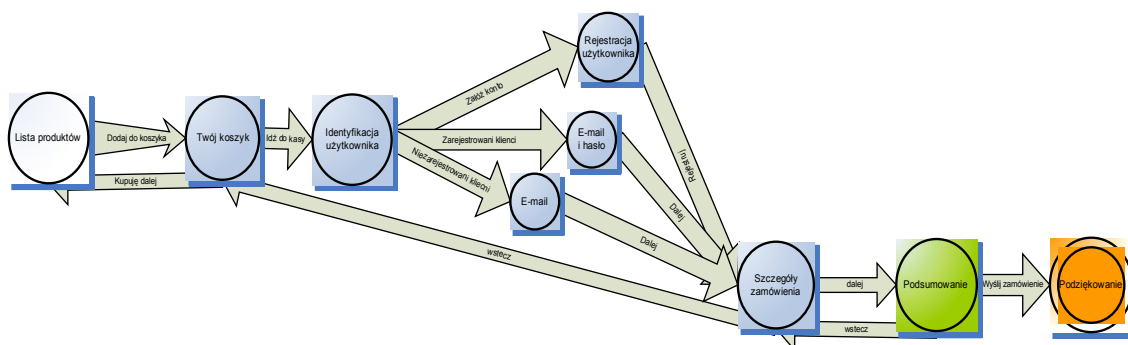 Rejestracja
użytkownika
Załóż konto
Lista produktów
Dodaj do koszyka
Twój koszyk
Idź do kasy
Identyfikacja
użytkownika
Zarejestrowani klienci
E-mail
i hasło
Rejestruj
Niezarejestrowani kliecni
Kupuję dalej
E-mail
Dalej
Dalej
wstecz
Szczegóły
zamówienia
dalej
Podsumowanie
Wyślij zamówienie
Podziękowanie
wstecz